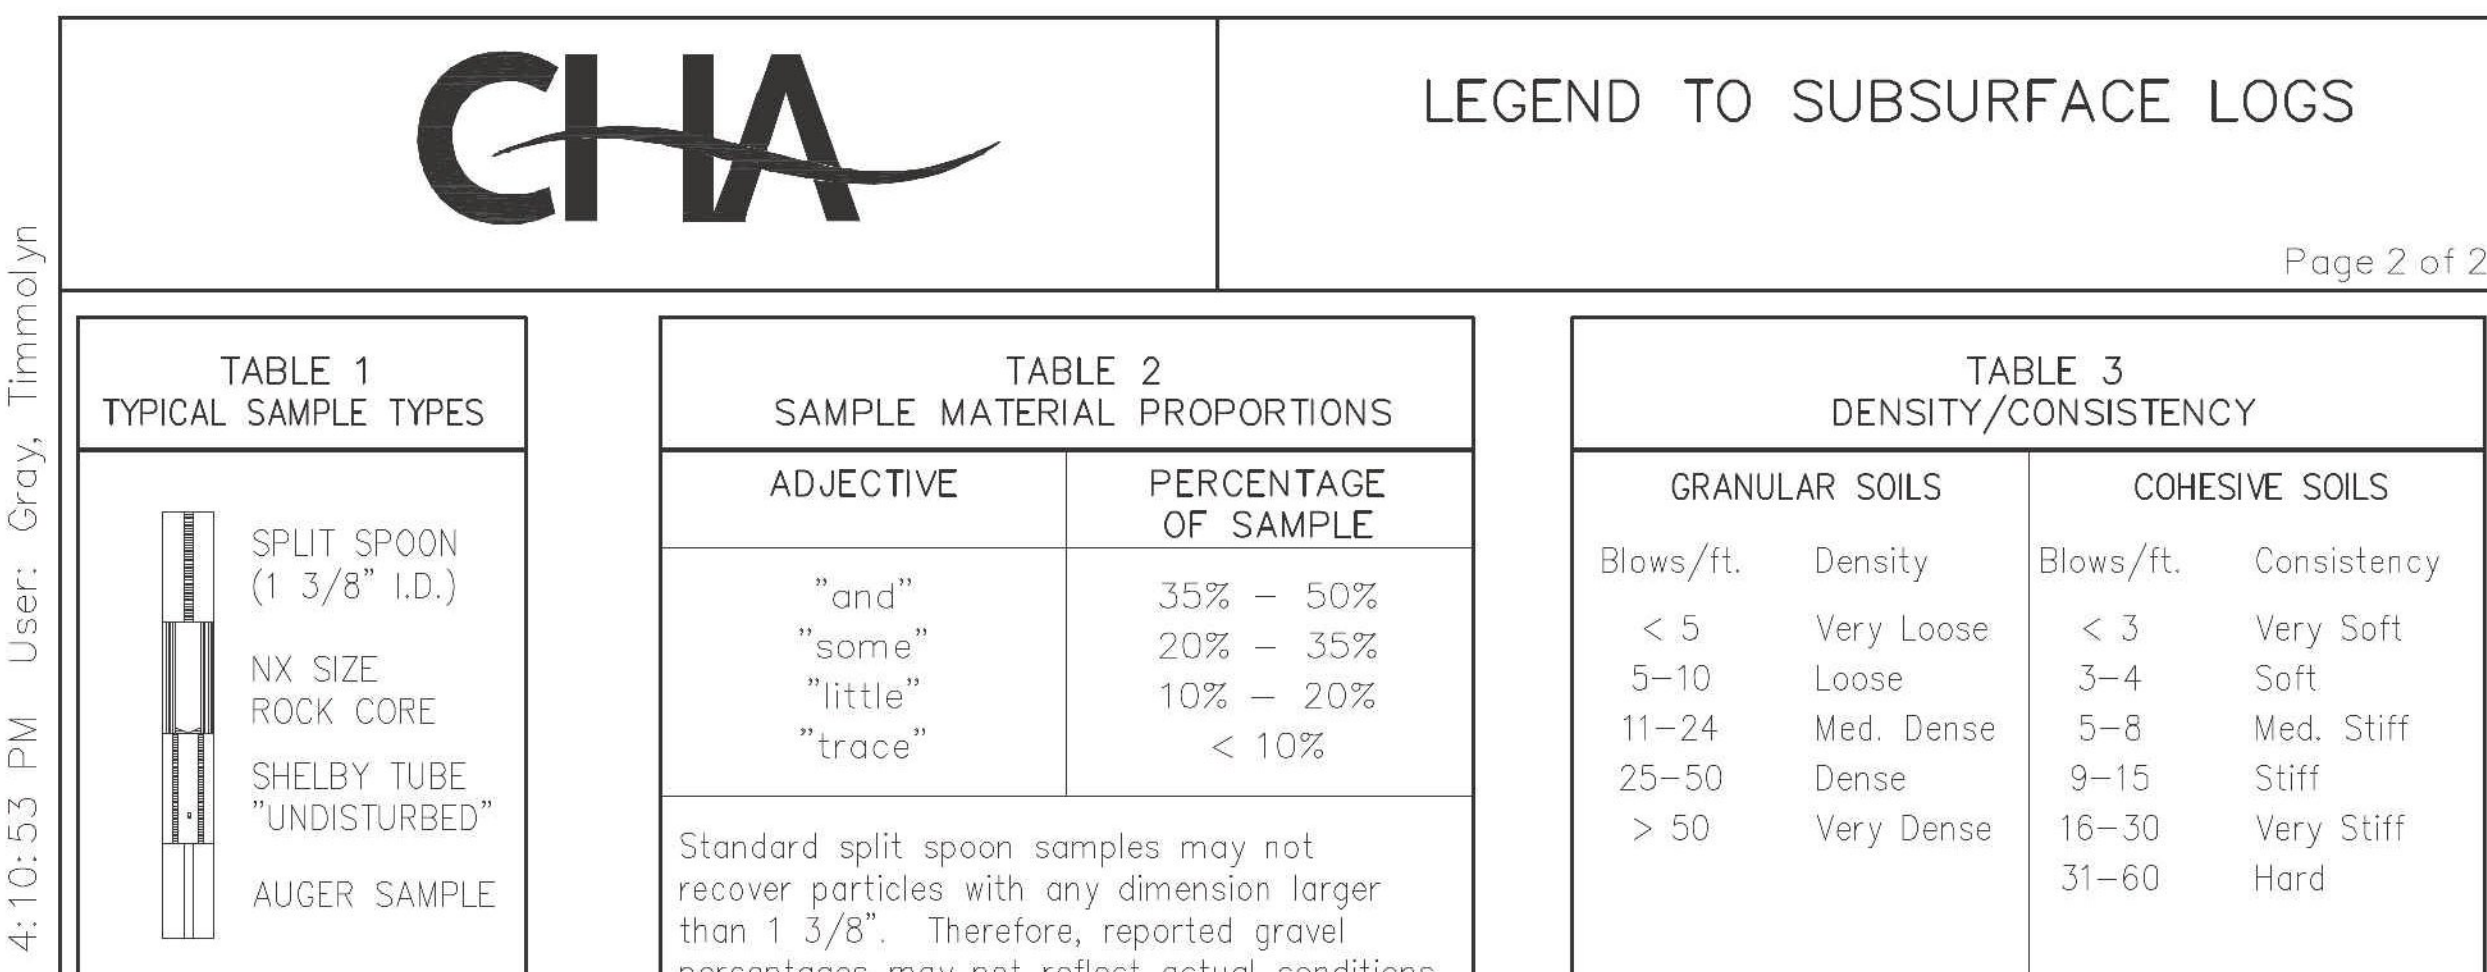 CHA
LEGEND TO SUBSURFACE LOGS
Page 2 of 2
4:10:53 PM User: Gray, Timmolyn
TABLE 1
TYPICAL SAMPLE TYPES
SPLIT SPOON
(1 3/8" I.D.)
NX SIZE
ROCK CORE
SHELBY TUBE
"UNDISTURBED"
AUGER SAMPLE
TABLE 2
SAMPLE MATERIAL PROPORTIONS
ADJECTIVE PERCENTAGE
OF SAMPLE
"and" 35% – 50%
"some" 20% – 35%
"little" 10% – 20%
"trace" < 10%
Standard split spoon samples may not
recover particles with any dimension larger
than 1 3/8". Therefore, reported gravel
percentages may not reflect actual conditions
TABLE 3
DENSITY/CONSISTENCY
GRANULAR SOILS COHESIVE SOILS
Blows/ft. Density Blows/ft. Consistency
< 5 Very Loose < 3 Very Soft
5–10 Loose 3–4 Soft
11–24 Med. Dense 5–8 Med. Stiff
25–50 Dense 9–15 Stiff
> 50 Very Dense 16–30 Very Stiff
31–60 Hard